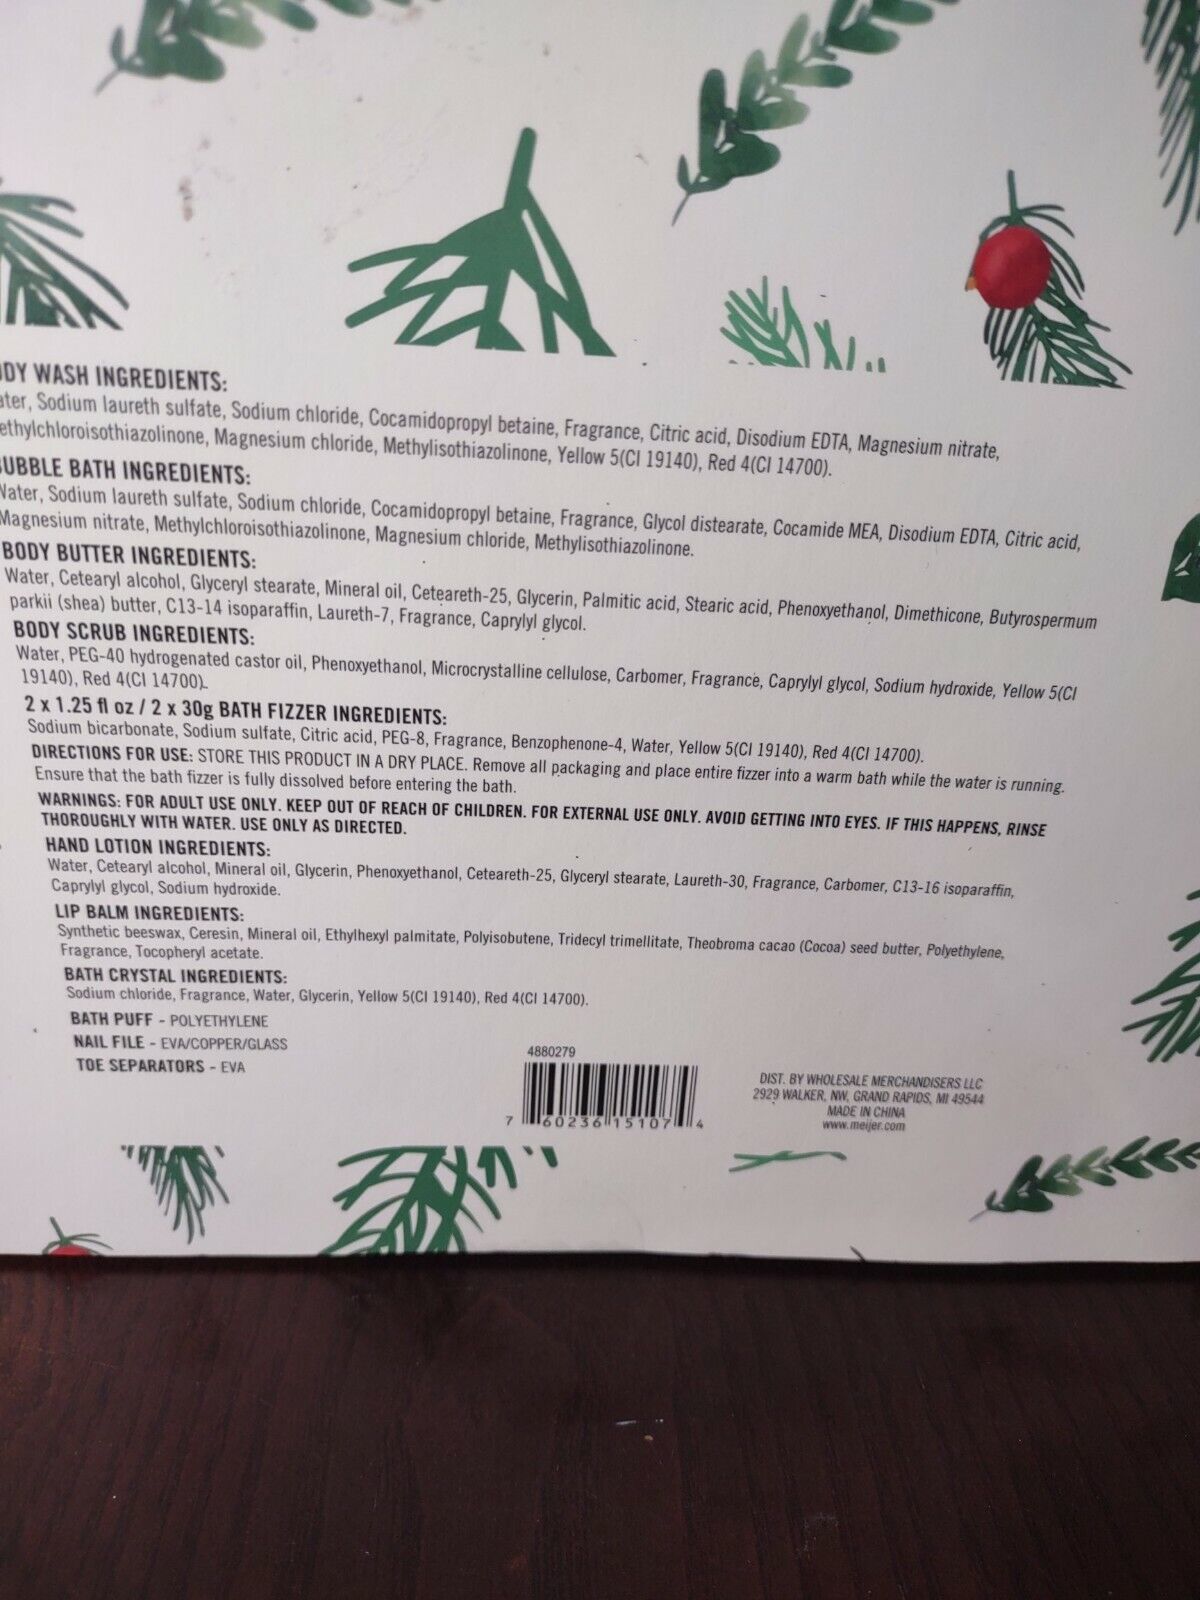 DY WASH INGREDIENTS:
ater, Sodium laureth sulfate, Sodium chloride, Cocamidopropyl betaine, Fragrance, Citric acid, Disodium EDTA, Magnesium nitrate,
ethylchloroisothiazolinone, Magnesium chloride, Methylisothiazolinone, Yellow 5(CI 19140), Red 4(CI 14700).
UBBLE BATH INGREDIENTS:
Water, Sodium laureth sulfate, Sodium chloride, Cocamidopropyl betaine, Fragrance, Glycol distearate, Cocamide MEA, Disodium EDTA, Citric acid,
Magnesium nitrate, Methylchloroisothiazolinone, Magnesium chloride, Methylisothiazolinone.
BODY BUTTER INGREDIENTS:
Water, Cetearyl alcohol, Glyceryl stearate, Mineral oil, Ceteareth-25, Glycerin, Palmitic acid, Stearic acid, Phenoxyethanol, Dimethicone, Butyrospermum
parkii (shea) butter, C13-14 isoparaffin, Laureth-7, Fragrance, Caprylyl glycol.
BODY SCRUB INGREDIENTS:
Water, PEG-40 hydrogenated castor oil, Phenoxyethanol, Microcrystalline cellulose, Carbomer, Fragrance, Caprylyl glycol, Sodium hydroxide, Yellow 5(CI
19140), Red 4(CI 14700).
2 x 1.25 fl oz / 2 x 30g BATH FIZZER INGREDIENTS:
Sodium bicarbonate, Sodium sulfate, Citric acid, PEG-8, Fragrance, Benzophenone-4, Water, Yellow 5(CI 19140), Red 4(CI 14700).
DIRECTIONS FOR USE: STORE THIS PRODUCT IN A DRY PLACE. Remove all packaging and place entire fizzer into a warm bath while the water is running.
Ensure that the bath fizzer is fully dissolved before entering the bath.
WARNINGS: FOR ADULT USE ONLY. KEEP OUT OF REACH OF CHILDREN. FOR EXTERNAL USE ONLY. AVOID GETTING INTO EYES. IF THIS HAPPENS, RINSE
THOROUGHLY WITH WATER. USE ONLY AS DIRECTED.
HAND LOTION INGREDIENTS:
Water, Cetearyl alcohol, Mineral oil, Glycerin, Phenoxyethanol, Ceteareth-25, Glyceryl stearate, Laureth-30, Fragrance, Carbomer, C13-16 isoparaffin,
Caprylyl glycol, Sodium hydroxide.
LIP BALM INGREDIENTS:
Synthetic beeswax, Ceresin, Mineral oil, Ethylhexyl palmitate, Polyisobutene, Tridecyl trimellitate, Theobroma cacao (Cocoa) seed butter, Polyethylene,
Fragrance, Tocopheryl acetate.
BATH CRYSTAL INGREDIENTS:
Sodium chloride, Fragrance, Water, Glycerin, Yellow 5(CI 19140), Red 4(CI 14700).
BATH PUFF - POLYETHYLENE
NAIL FILE - EVA/COPPER/GLASS
TOE SEPARATORS - EVA
4880279
7 60236 15107 4
DIST. BY WHOLESALE MERCHANDISERS LLC
2929 WALKER, NW, GRAND RAPIDS, MI 49544
MADE IN CHINA
www.meijer.com